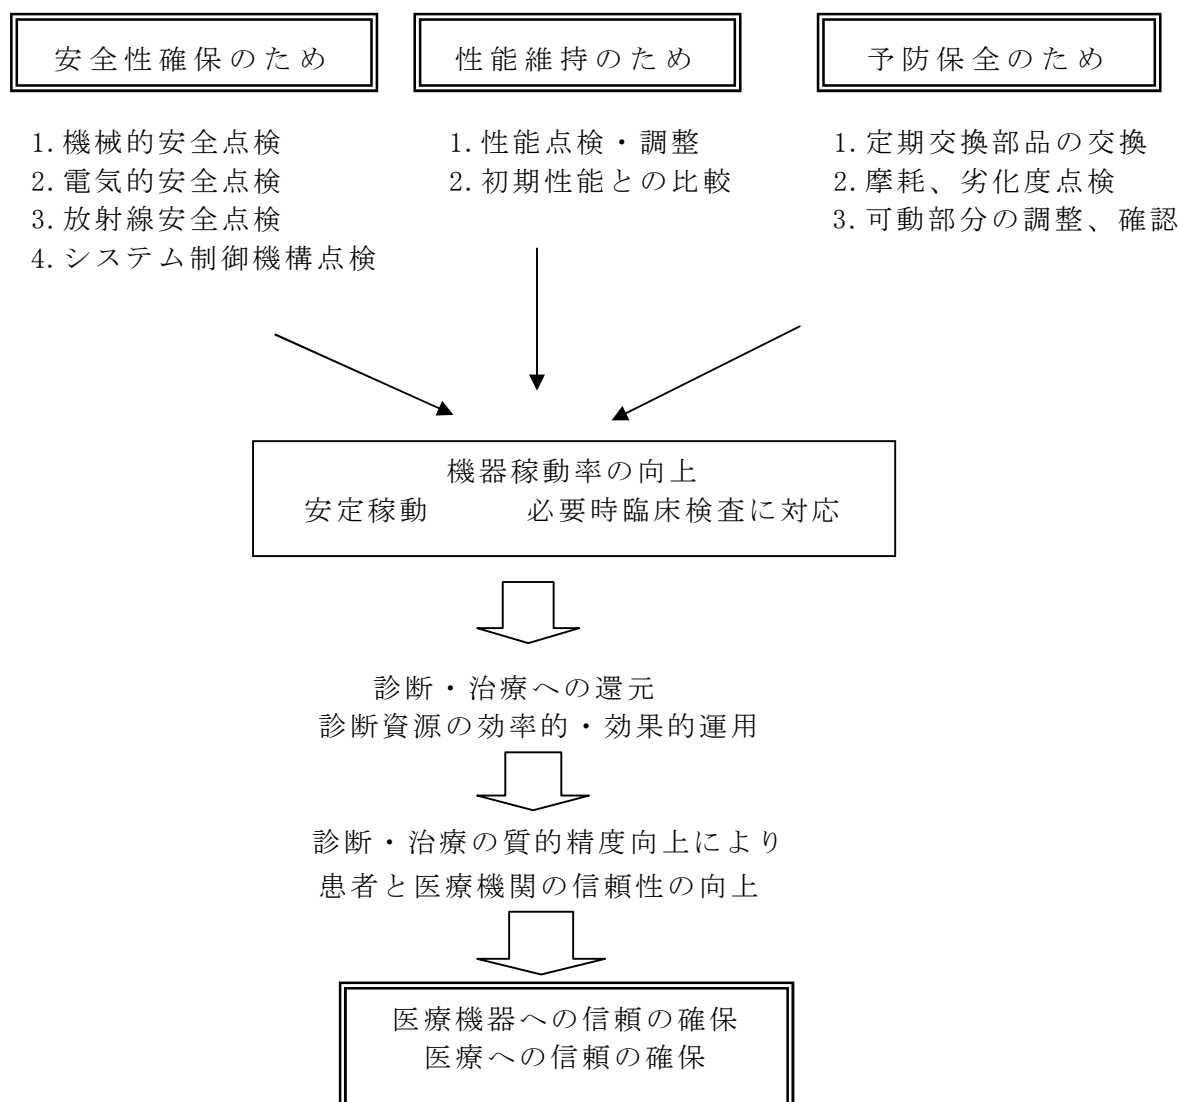 安全性確保のため
1.機械的安全点検
2.電気的安全点検
3.放射線安全点検
4.システム制御機構点検
性能維持のため
1.性能点検・調整
2.初期性能との比較
予防保全のため
1.定期交換部品の交換
2.摩耗、劣化度点検
3.可動部分の調整、確認
機器稼動率の向上
安定稼動　　　必要時臨床検査に対応
診断・治療への還元
診断資源の効率的・効果的運用
診断・治療の質的精度向上により
患者と医療機関の信頼性の向上
医療機器への信頼の確保
医療への信頼の確保